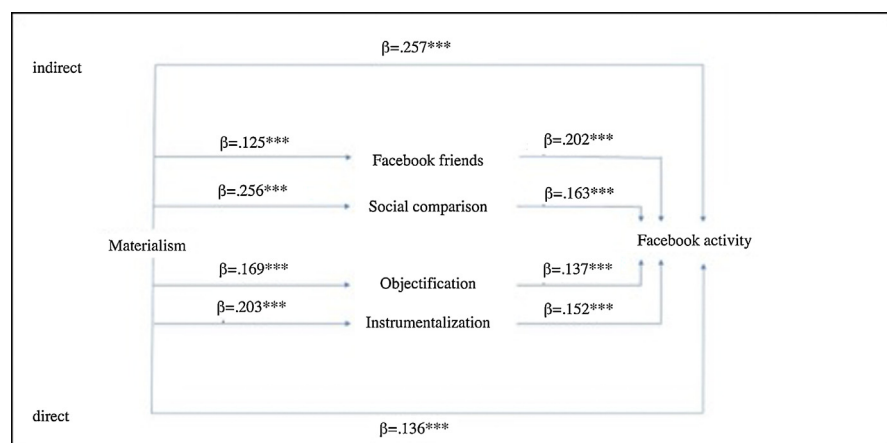 β=.257***
indirect
β=.125*** Facebook friends β=.202***
β=.256*** Social comparison β=.163***
Materialism Facebook activity
β=.169*** Objectification β=.137***
β=.203*** Instrumentalization β=.152***
direct
β=.136***